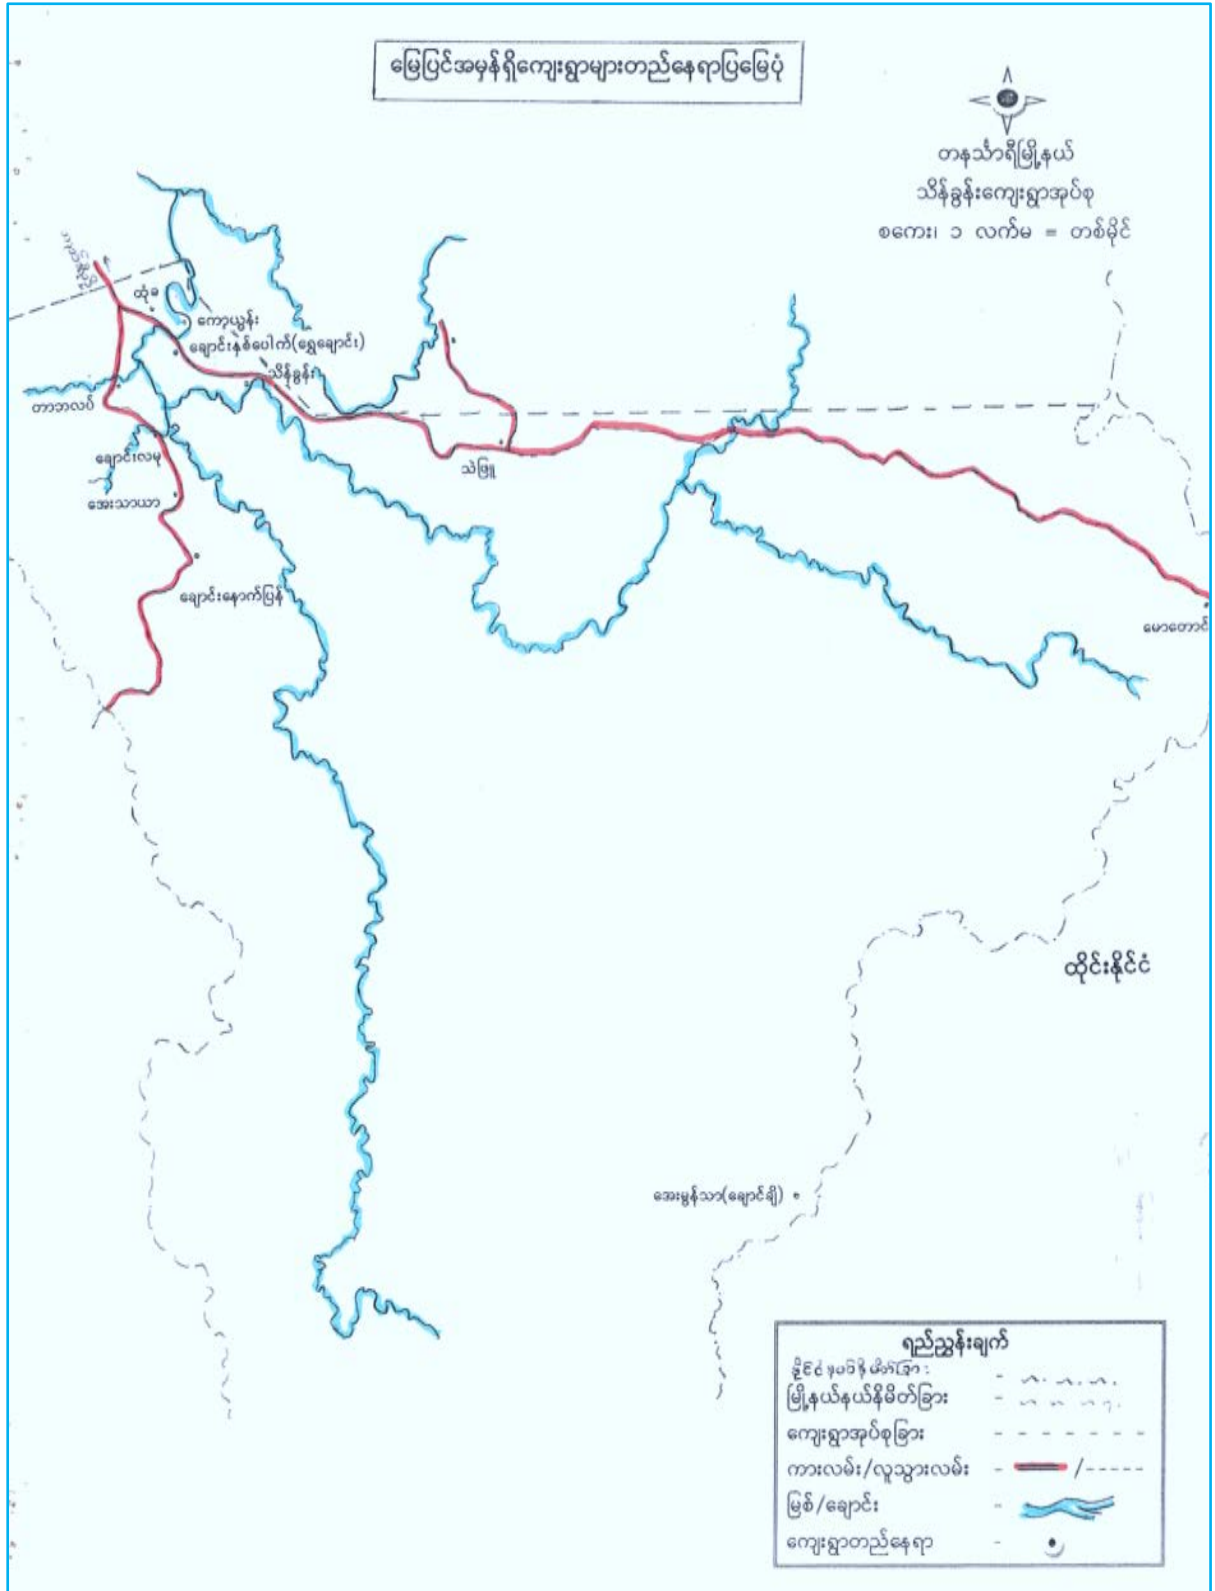 မြေပြင်အမှန်ရှိကျေးရွာများတည်နေရာပြမြေပုံ
တနင်္သာရီမြို့နယ်
သိန်ခွန်းကျေးရွာအုပ်စု
စကေး၊ ၁ လက်မ = တစ်မိုင်
ထုံခ
ကော့ယွန်း
ချောင်းနှစ်ပေါက်(ရွှေချောင်း)
သိန်ခွန်း
တာဘလပ်
ချောင်းလမု
သဲဖြူ
အေးသာယာ
ချောင်းနောက်ပြန်
မောတောင်
ထိုင်းနိုင်ငံ
အေးမွန်သာ(ချောင်ချို)
ရည်ညွှန်းချက်
မြို့နယ်နယ်နိမိတ်ခြား
ကျေးရွာအုပ်စုခြား
ကားလမ်း/လူသွားလမ်း
မြစ်/ချောင်း
ကျေးရွာတည်နေရာ